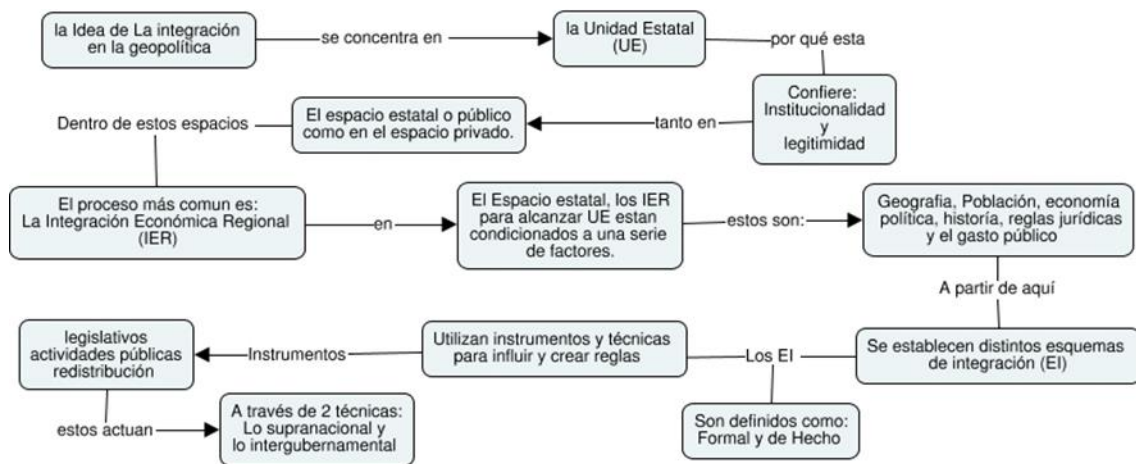 la Idea de La integración
en la geopolítica
se concentra en
la Unidad Estatal
(UE)
por qué esta
Confiere:
Institucionalidad
y
legitimidad
tanto en
El espacio estatal o público
como en el espacio privado.
Dentro de estos espacios
El proceso más comun es:
La Integración Económica Regional
(IER)
en
El Espacio estatal, los IER
para alcanzar UE estan
condicionados a una serie
de factores.
estos son:
Geografia, Población, economía
política, historía, reglas jurídicas
y el gasto público
A partir de aquí
Se establecen distintos esquemas
de integración (EI)
Los EI
Son definidos como:
Formal y de Hecho
Utilizan instrumentos y técnicas
para influir y crear reglas
Instrumentos
legislativos
actividades públicas
redistribución
estos actuan
A través de 2 técnicas:
Lo supranacional y
lo intergubernamental